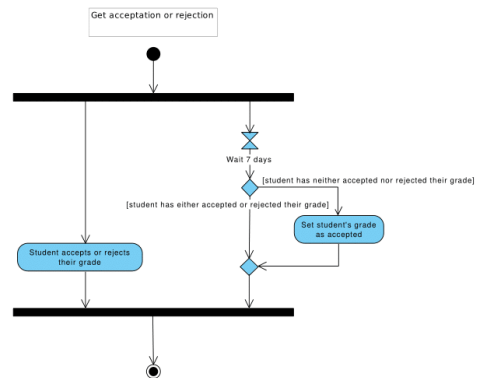 Get acceptation or rejection
Wait 7 days
[student has neither accepted nor rejected their grade]
[student has either accepted or rejected their grade]
Set student's grade
as accepted
Student accepts or rejects
their grade